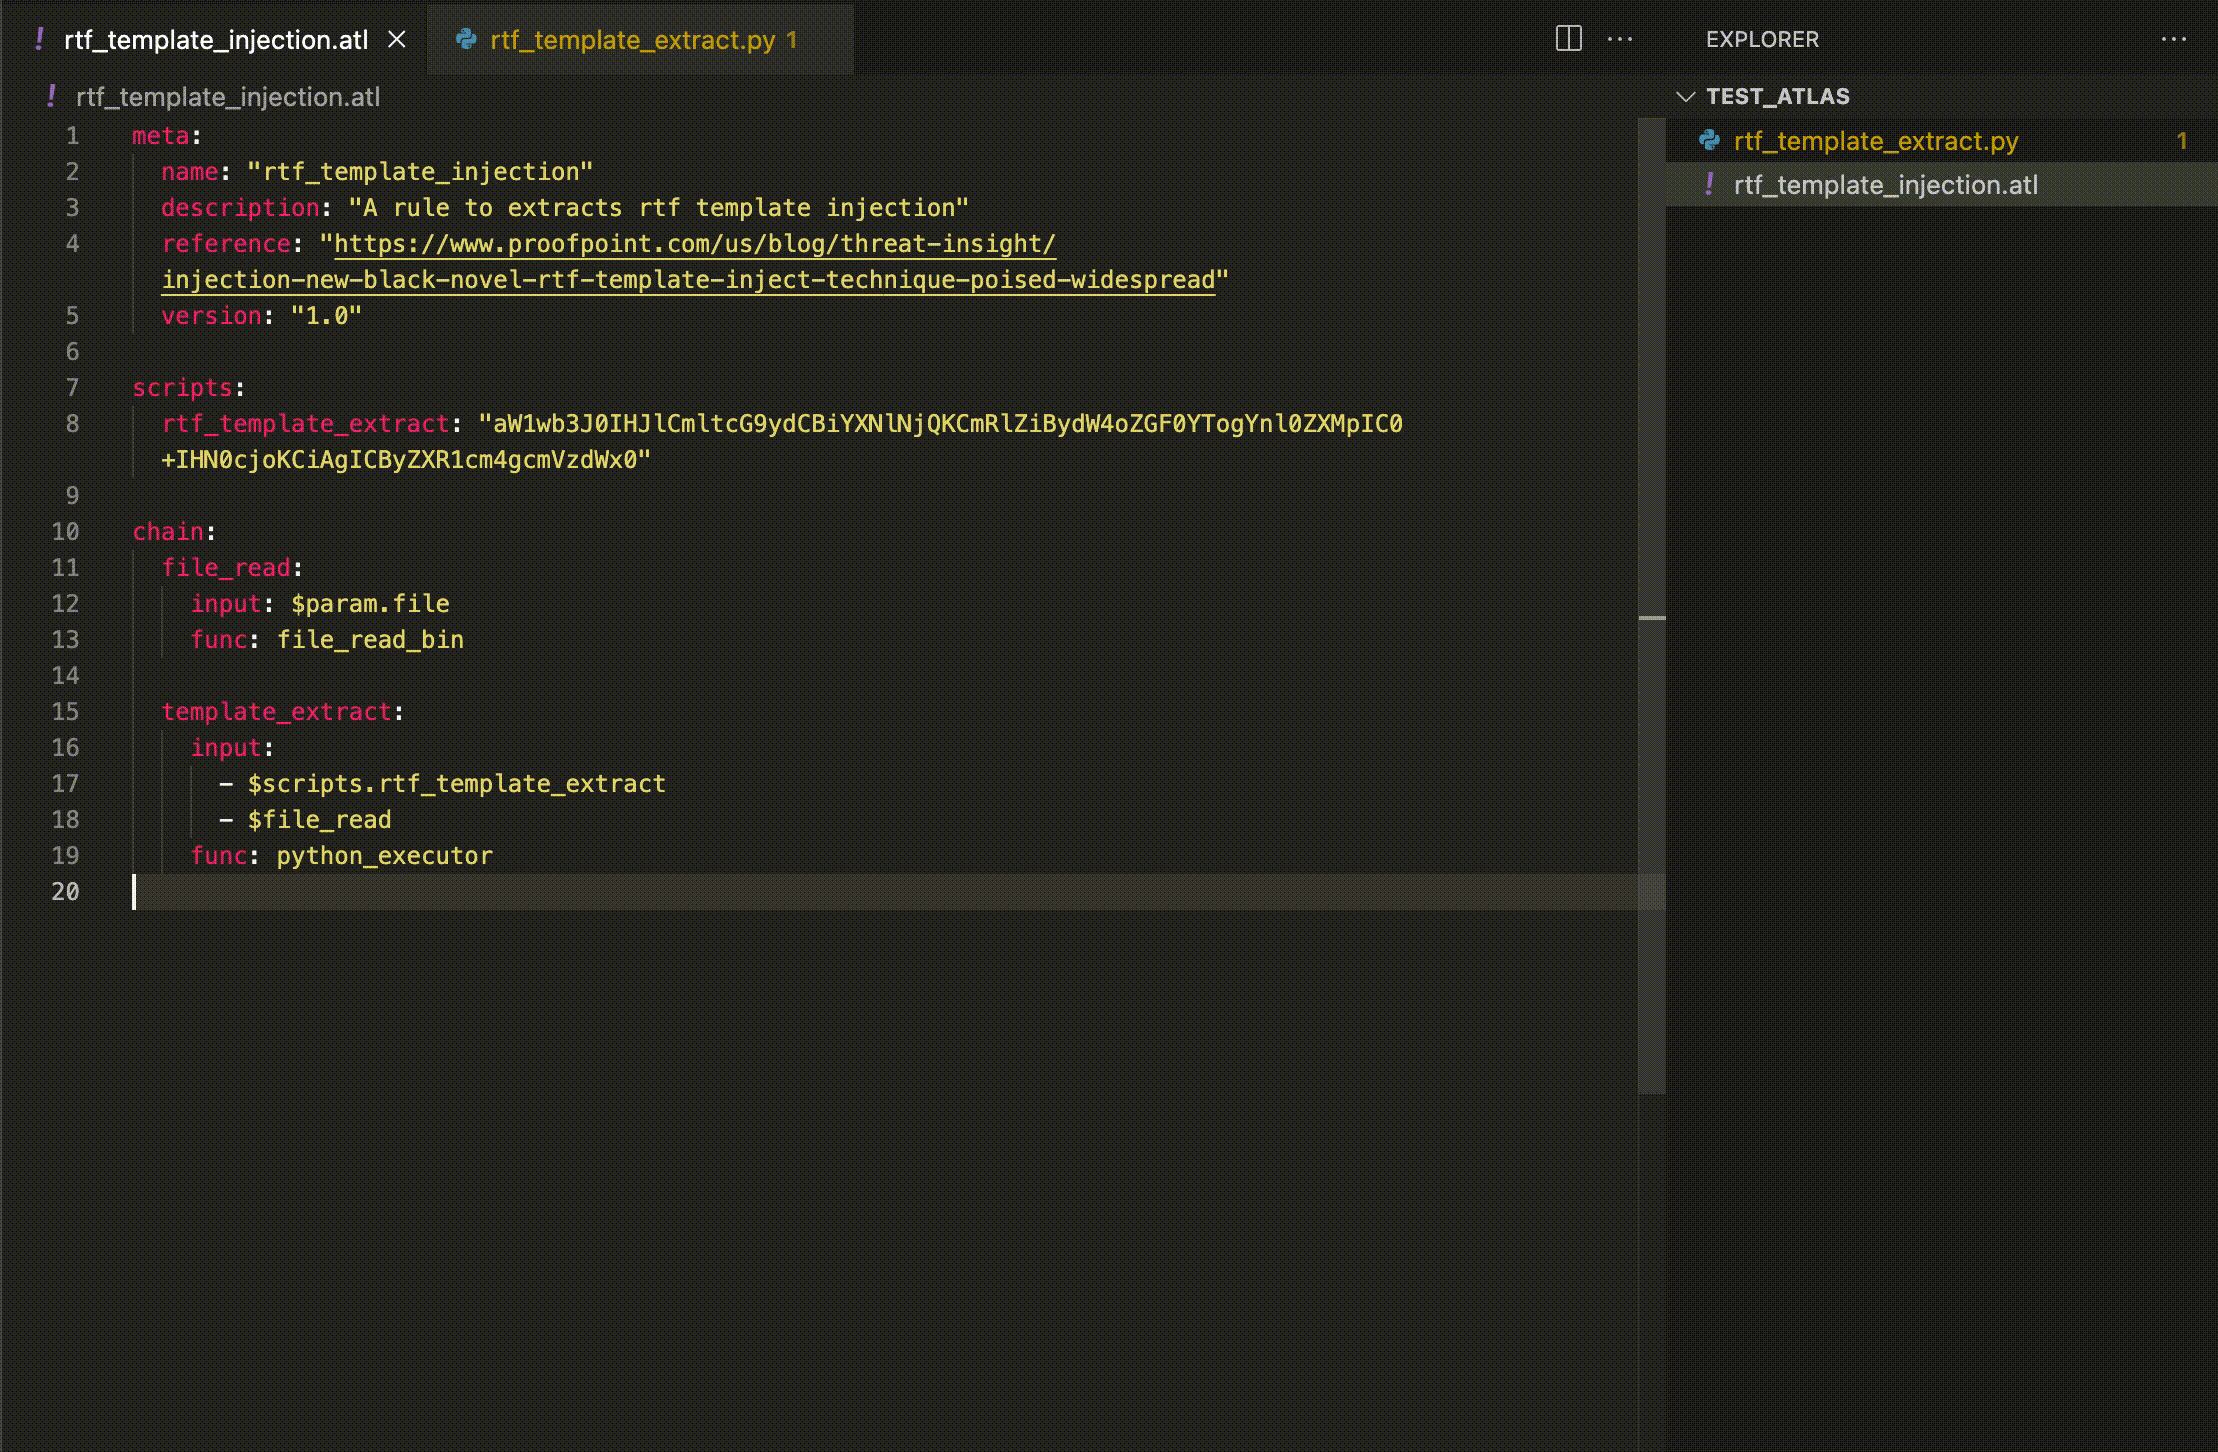 rtf_template_injection.atl
rtf_template_extract.py 1
rtf_template_injection.atl
1 meta:
2 name: "rtf_template_injection"
3 description: "A rule to extracts rtf template injection"
4 reference: "https://www.proofpoint.com/us/blog/threat-insight/
injection-new-black-novel-rtf-template-inject-technique-poised-widespread"
5 version: "1.0"
6
7 scripts:
8 rtf_template_extract: "aW1wb3J0IHJlCmltcG9ydCBiYXNlNjQKCmRlZiBydW4oZGF0YTogYnl0ZXMpIC0
+IHN0cjoKCiAgICByZXR1cm4gcmVzdWx0"
9
10 chain:
11 file_read:
12 input: $param.file
13 func: file_read_bin
14
15 template_extract:
16 input:
17 - $scripts.rtf_template_extract
18 - $file_read
19 func: python_executor
20
EXPLORER
TEST_ATLAS
rtf_template_extract.py 1
rtf_template_injection.atl